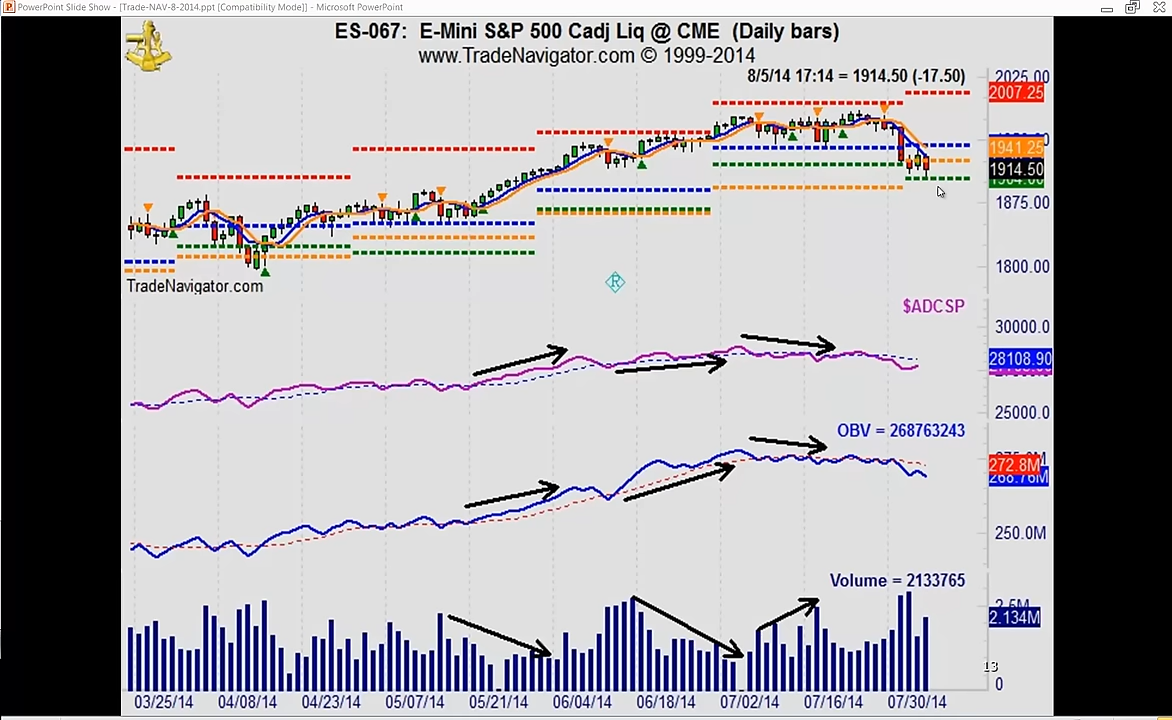 PowerPoint Slide Show - [Trade-NAV-8-2014.ppt [Compatibility Mode]] - Microsoft PowerPoint
ES-067: E-Mini S&P 500 Cadj Liq @ CME (Daily bars)
www.TradeNavigator.com © 1999-2014
8/5/14 17:14 = 1914.50 (-17.50)
2025.00
2007.25
1941.25
1914.50
1875.00
1800.00
TradeNavigator.com
R
$ADCSP
30000.0
28108.90
25000.0
OBV = 268763243
272.8M
268.76M
250.0M
Volume = 2133765
2.5M
2.134M
13
0
03/25/14 04/08/14 04/23/14 05/07/14 05/21/14 06/04/14 06/18/14 07/02/14 07/16/14 07/30/14